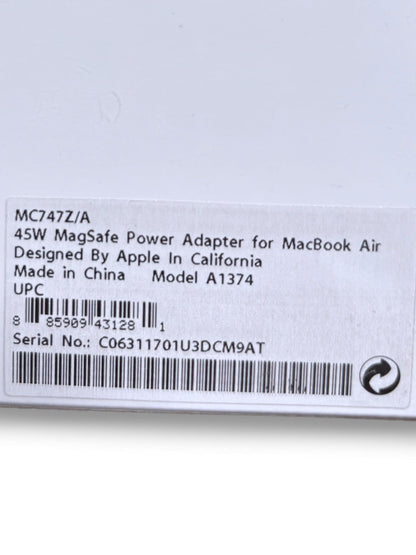 MC747Z/A
45W MagSafe Power Adapter for MacBook Air
Designed By Apple In California
Made in China Model A1374
UPC
8 85909 43128 1
Serial No.: C06311701U3DCM9AT